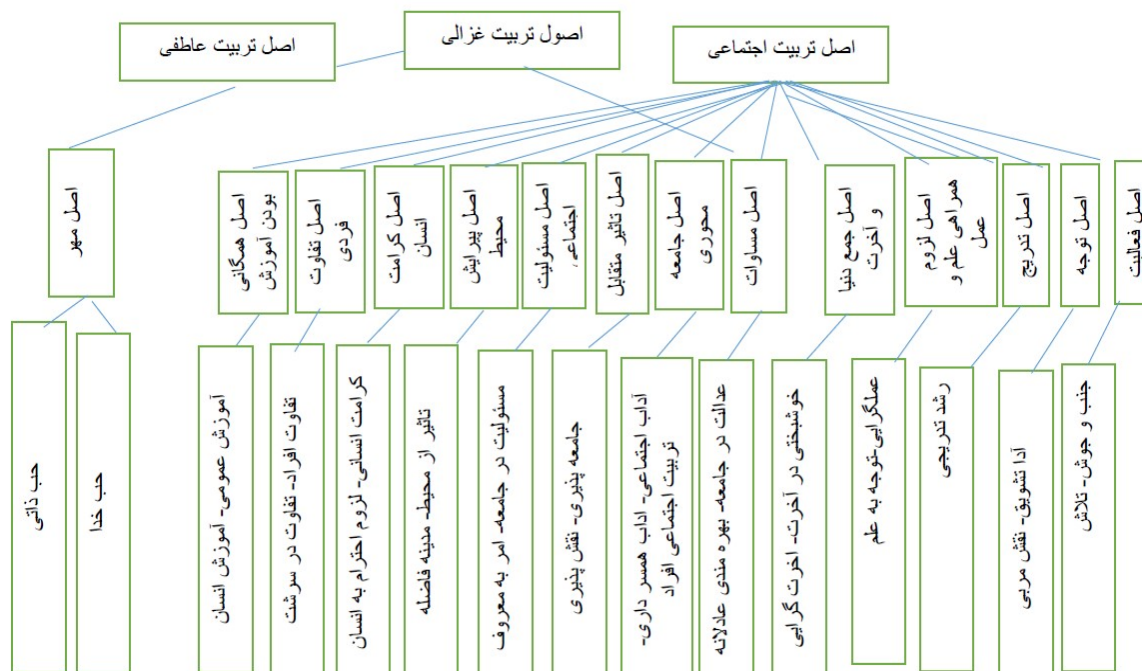 اصل تربیت اجتماعی
اصول تربیت غزالی
اصل تربیت عاطفی
اصل فعالیت
اصل توجه
اصل تدریج
اصل لزوم
همراهی علم و
عمل
اصل جمع دنیا
و آخرت
اصل مساوات
اصل جامعه
محوری
اصل تاثیر متقابل
اصل مسئولیت
اجتماعی
اصل پیرایش
محیط
اصل کرامت
انسان
اصل تفاوت
فردی
اصل همگانی
بودن آموزش
اصل مهر
جنب و جوش- تلاش
آدا تشویق- نقش مربی
رشد تدریجی
عملگرایی-توجه به علم
خوشبختی در آخرت- اخرت گرایی
عدالت در جامعه- بهره مندی عادلانه
آداب اجتماعی- اداب همسر داری-
تربیت اجتماعی افراد
جامعه پذیری- نقش پذیری
مسئولیت در جامعه- امر به معروف
تاثیر از محیط- مدینه فاضله
کرامت انسانی- لزوم احترام به انسان
تفاوت افراد- تفاوت در سرشت
آموزش عمومی- آموزش انسان
حب خدا
حب ذاتی